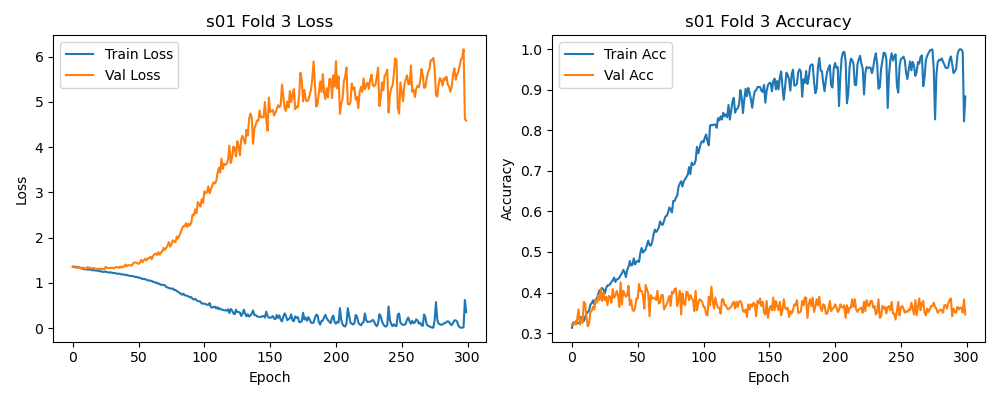 s01 Fold 3 Loss
Train Loss
Val Loss
Loss
6
5
4
3
2
1
0
0 50 100 150 200 250 300
Epoch
s01 Fold 3 Accuracy
Train Acc
Val Acc
Accuracy
1.0
0.9
0.8
0.7
0.6
0.5
0.4
0.3
0 50 100 150 200 250 300
Epoch